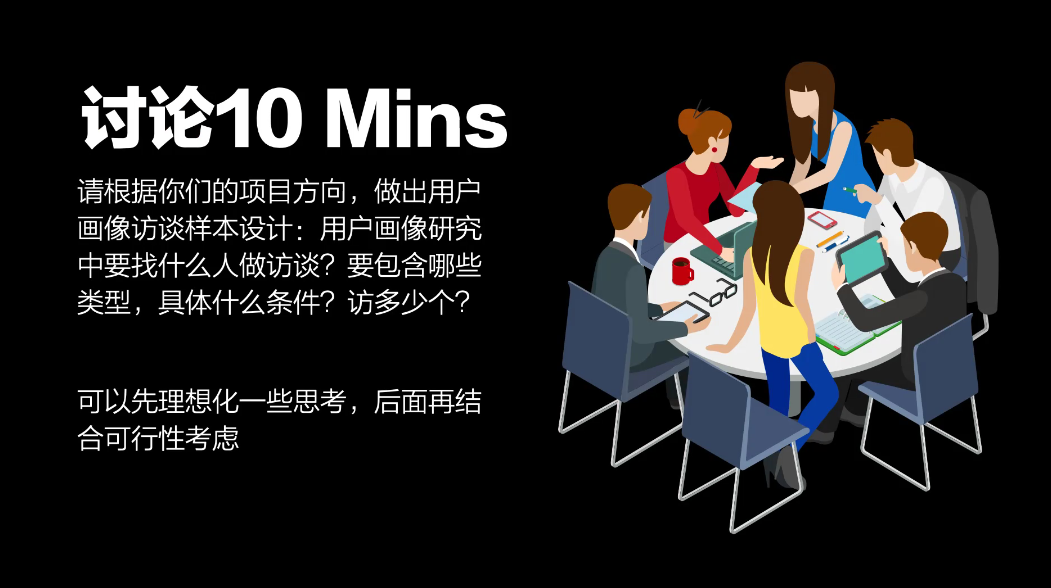 讨论10 Mins
请根据你们的项目方向，做出用户
画像访谈样本设计：用户画像研究
中要找什么人做访谈？要包含哪些
类型，具体什么条件？访多少个？
可以先理想化一些思考，后面再结
合可行性考虑